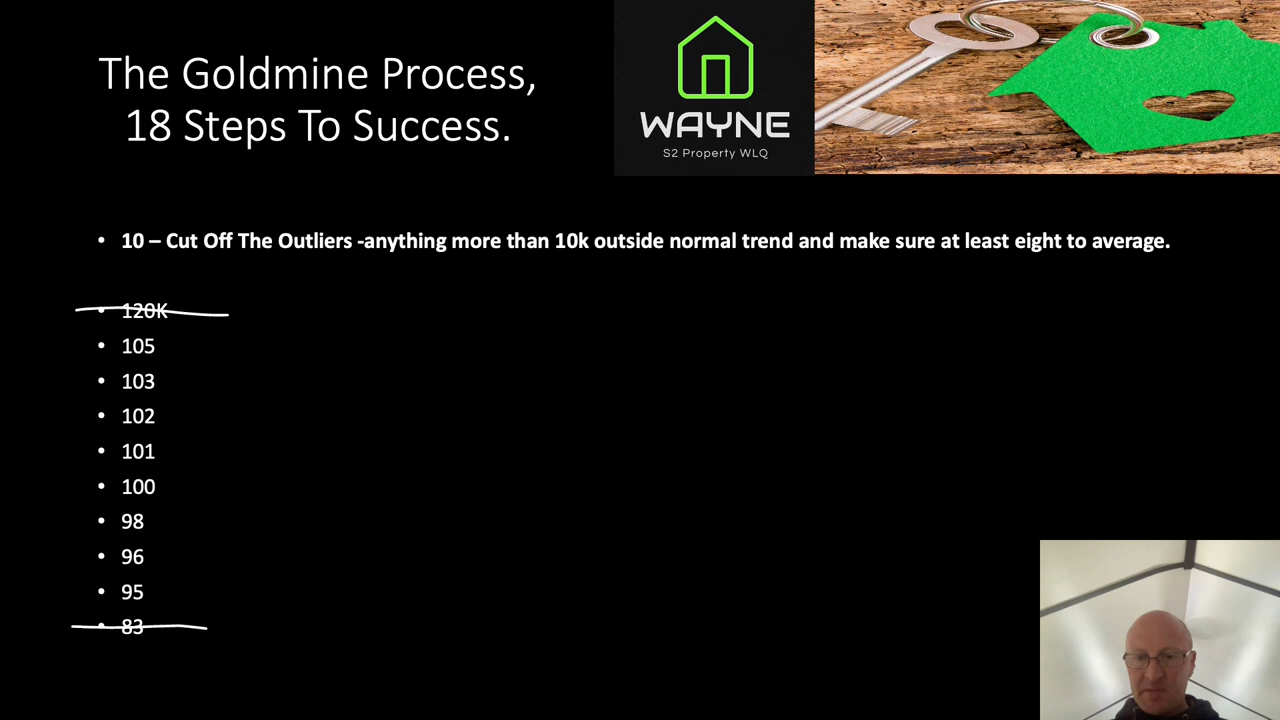 The Goldmine Process,
18 Steps To Success.
WAYNE
S2 Property WLQ
• 10 – Cut Off The Outliers -anything more than 10k outside normal trend and make sure at least eight to average.
• 120K
• 105
• 103
• 102
• 101
• 100
• 98
• 96
• 95
• 83